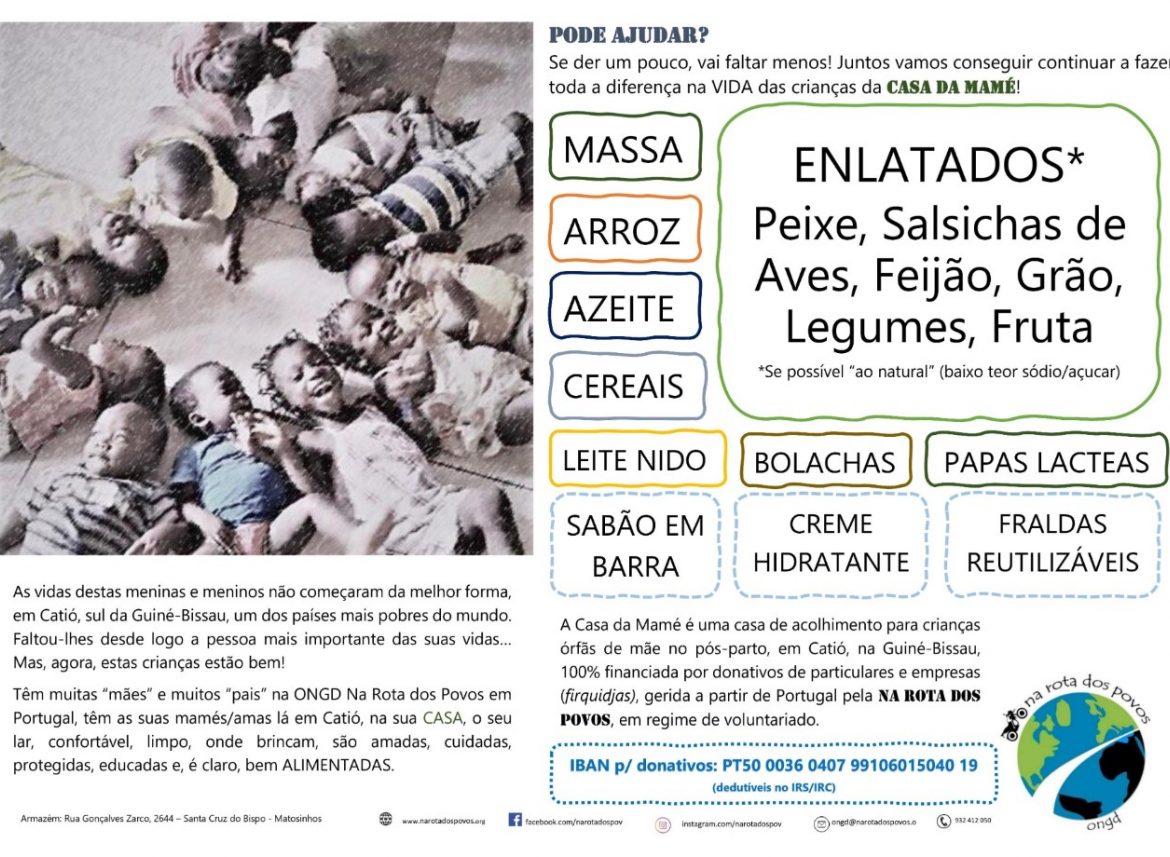 PODE AJUDAR?
Se der um pouco, vai faltar menos! Juntos vamos conseguir continuar a fazer
toda a diferença na VIDA das crianças da CASA DA MAMÉ!
MASSA
ARROZ
AZEITE
CEREAIS
ENLATADOS*
Peixe, Salsichas de
Aves, Feijão, Grão,
Legumes, Fruta
*Se possível “ao natural” (baixo teor sódio/açucar)
LEITE NIDO
BOLACHAS
PAPAS LACTEAS
SABÃO EM
BARRA
CREME
HIDRATANTE
FRALDAS
REUTILIZÁVEIS
As vidas destas meninas e meninos não começaram da melhor forma,
em Catió, sul da Guiné-Bissau, um dos países mais pobres do mundo.
Faltou-lhes desde logo a pessoa mais importante das suas vidas...
Mas, agora, estas crianças estão bem!
Têm muitas “mães” e muitos “pais” na ONGD Na Rota dos Povos em
Portugal, têm as suas mamés/amas lá em Catió, na sua CASA, o seu
lar, confortável, limpo, onde brincam, são amadas, cuidadas,
protegidas, educadas e, é claro, bem ALIMENTADAS.
A Casa da Mamé é uma casa de acolhimento para crianças
órfãs de mãe no pós-parto, em Catió, na Guiné-Bissau,
100% financiada por donativos de particulares e empresas
(firquidjas), gerida a partir de Portugal pela NA ROTA DOS
POVOS, em regime de voluntariado.
IBAN p/ donativos: PT50 0036 0407 99106015040 19
(dedutíveis no IRS/IRC)
na rota dos povos
ongd
Armazém: Rua Gonçalves Zarco, 2644 – Santa Cruz do Bispo - Matosinhos
www.narotadospovos.org
facebook.com/narotadospov
instagram.com/narotadospov
ongd@narotadospovos.o
932 412 050